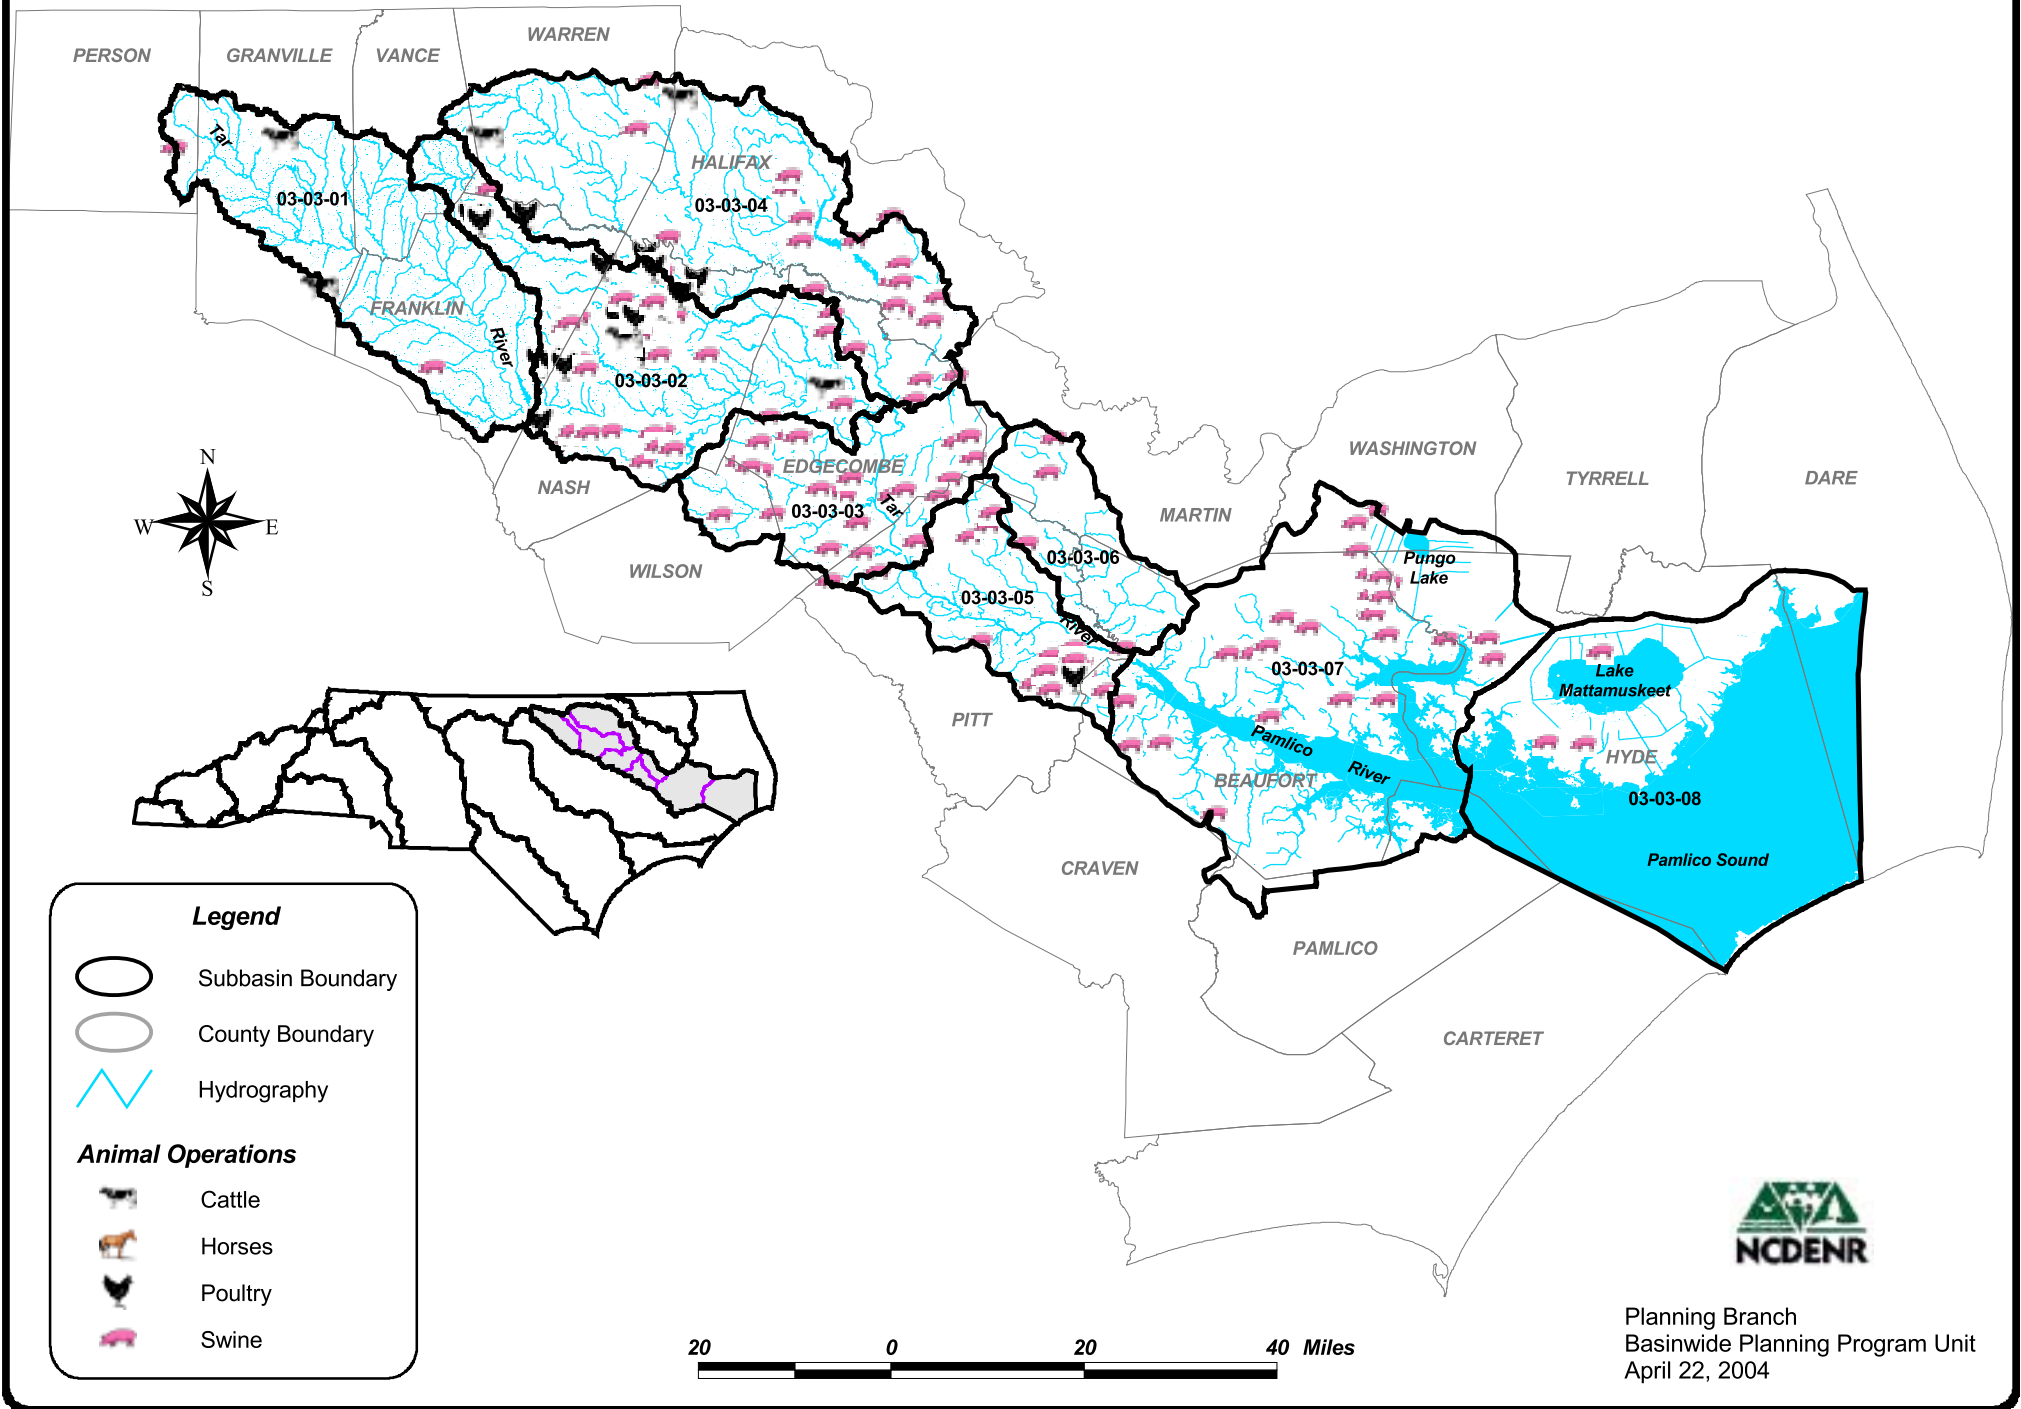 WARREN
PERSON
GRANVILLE
VANCE
Tar
HALIFAX
03-03-01
03-03-04
FRANKLIN
River
03-03-02
WASHINGTON
N
EDGECOMBE
TYRRELL
DARE
NASH
Tar
03-03-03
MARTIN
W
E
03-03-06
Pungo
Lake
WILSON
S
03-03-05
River
03-03-07
Lake
Mattamuskeet
PITT
Pamlico
River
HYDE
BEAUFORT
03-03-08
Pamlico Sound
CRAVEN
Legend
PAMLICO
Subbasin Boundary
County Boundary
CARTERET
Hydrography
Animal Operations
Cattle
Horses
NCDENR
Poultry
Swine
Planning Branch
Basinwide Planning Program Unit
April 22, 2004
20 0 20 40 Miles